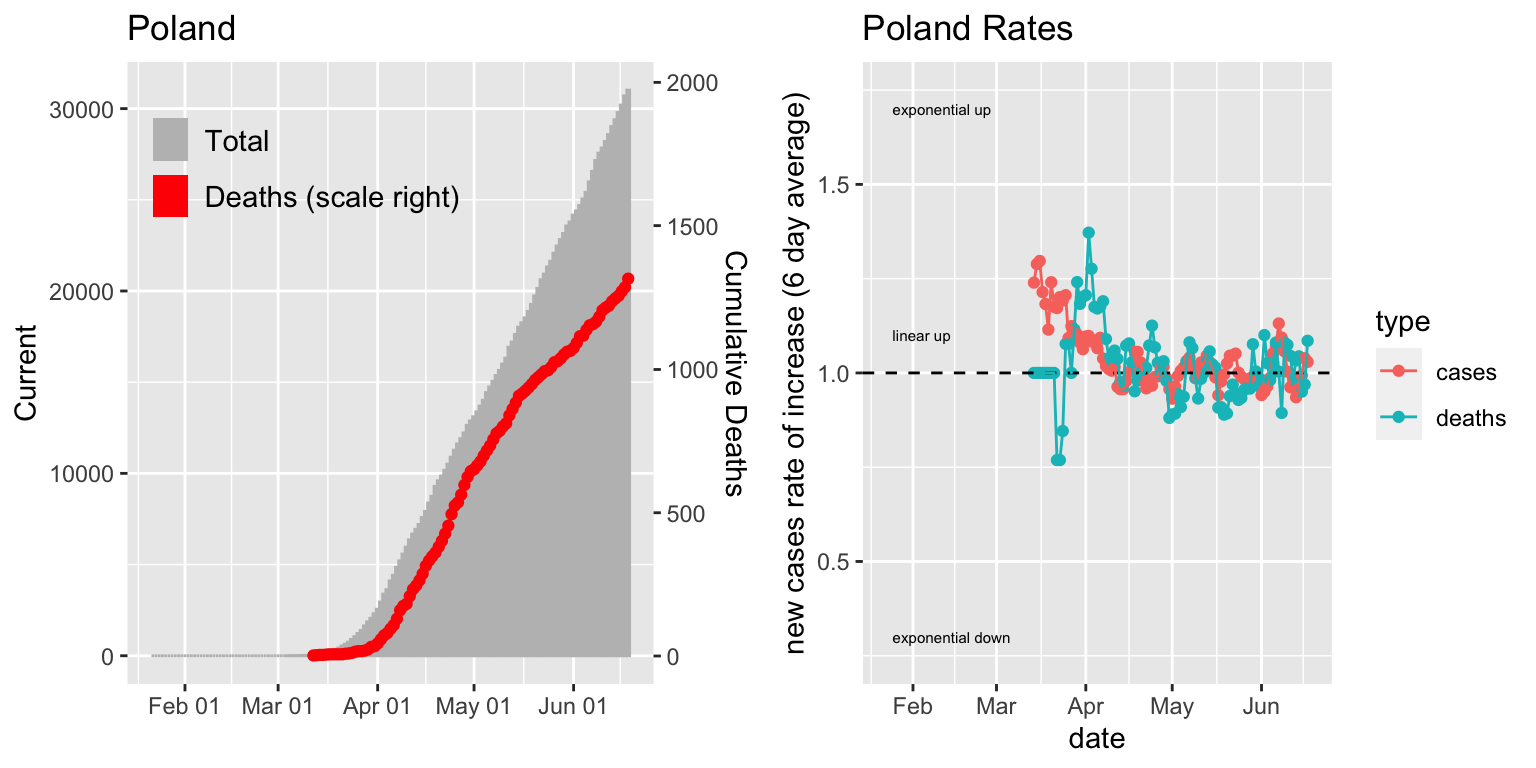 Poland
Current
30000
20000
10000
0
Total
Deaths (scale right)
2000
1500
1000
500
0
Cumulative Deaths
Feb 01
Mar 01
Apr 01
May 01
Jun 01
Poland Rates
new cases rate of increase (6 day average)
1.5
1.0
0.5
exponential up
linear up
exponential down
Feb
Mar
Apr
May
Jun
date
type
cases
deaths